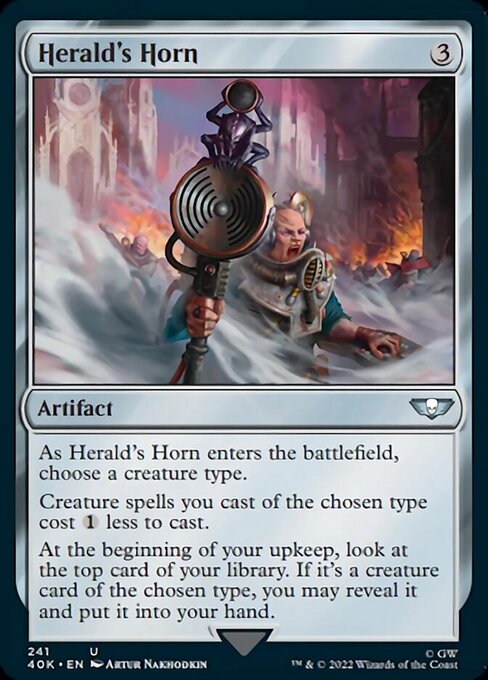 Herald's Horn 3
Artifact
As Herald's Horn enters the battlefield,
choose a creature type.
Creature spells you cast of the chosen type
cost 1 less to cast.
At the beginning of your upkeep, look at
the top card of your library. If it's a creature
card of the chosen type, you may reveal it
and put it into your hand.
241 U
40K • EN Artur Nakhodkin
© GW
™ & © 2022 Wizards of the Coast